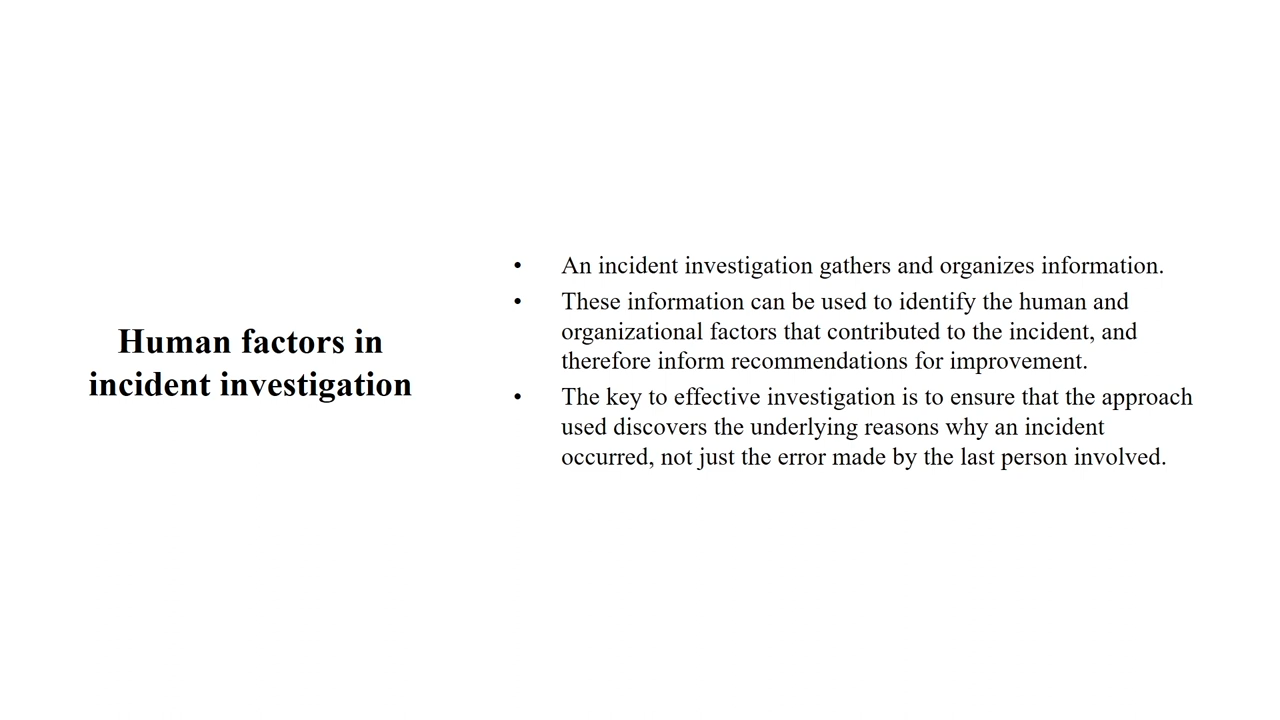 Human factors in
incident investigation
• An incident investigation gathers and organizes information.
• These information can be used to identify the human and
organizational factors that contributed to the incident, and
therefore inform recommendations for improvement.
• The key to effective investigation is to ensure that the approach
used discovers the underlying reasons why an incident
occurred, not just the error made by the last person involved.